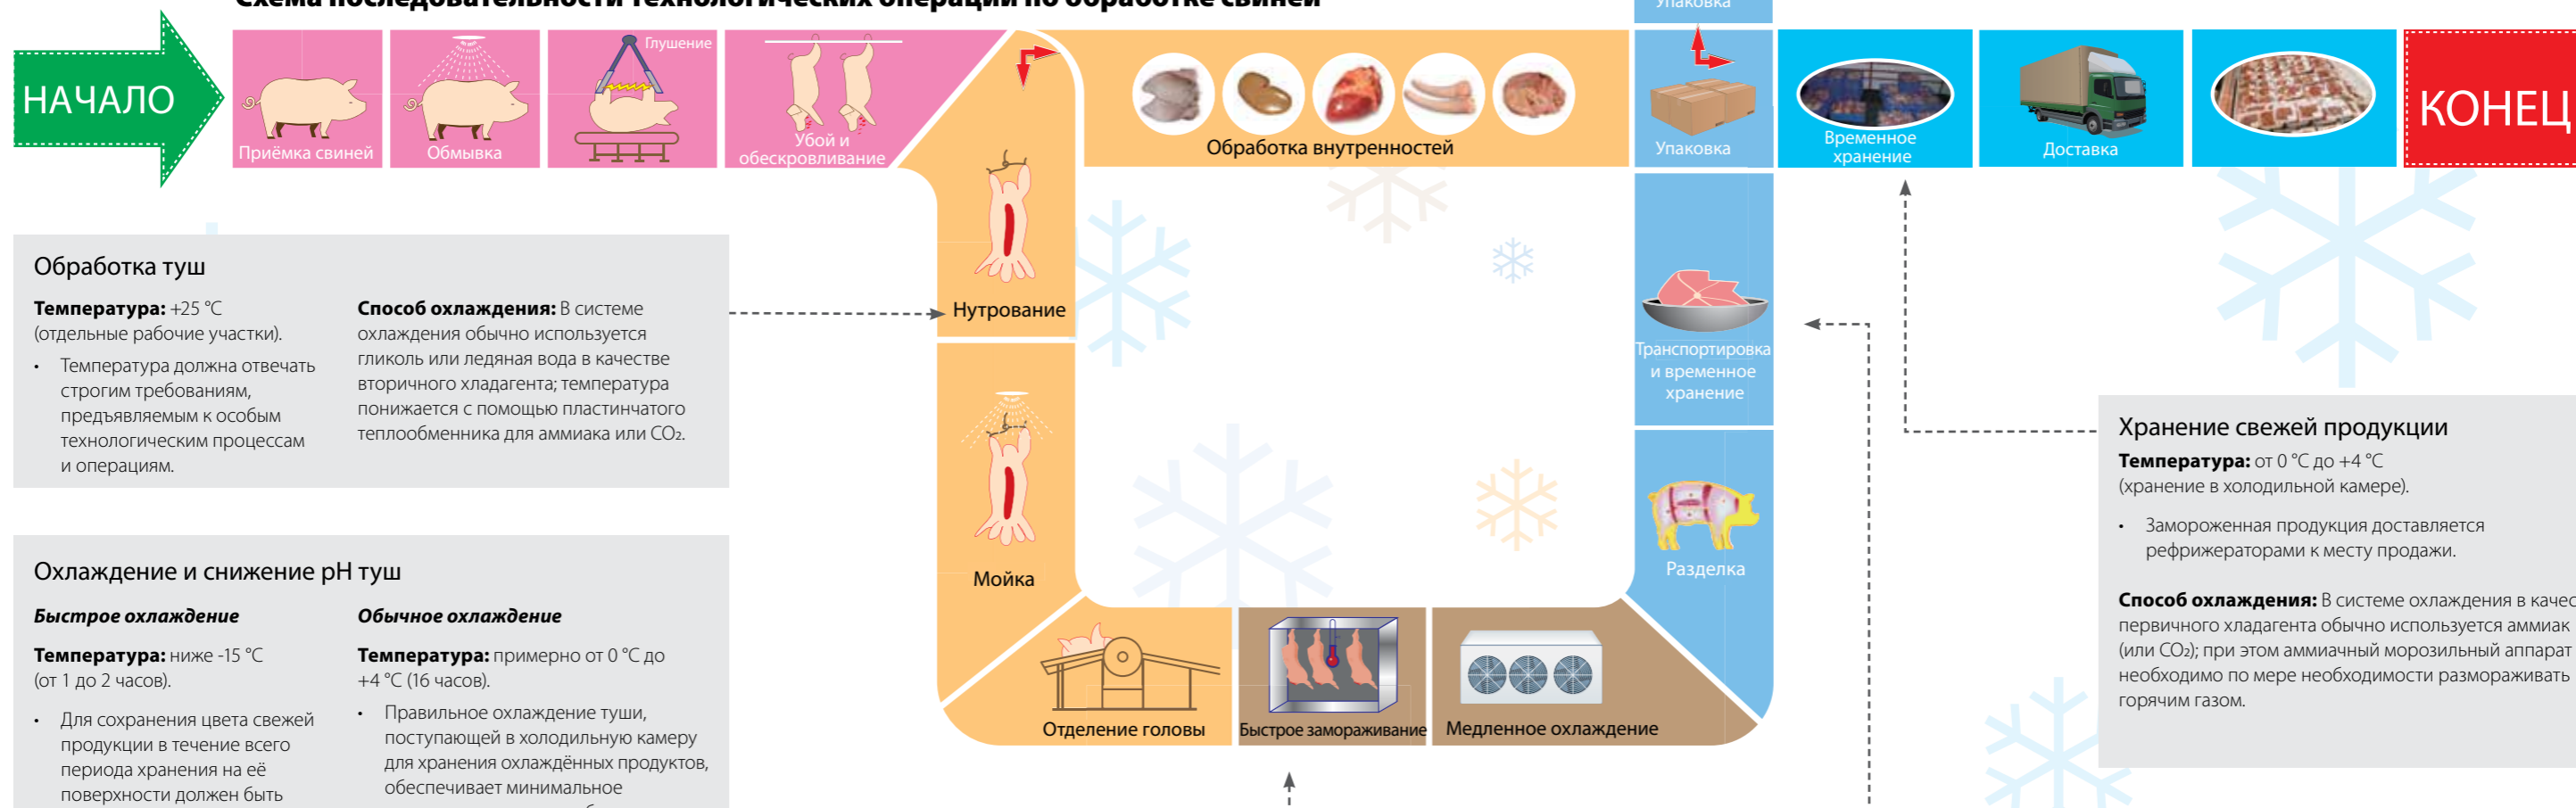 Схема последовательности технологических операций по обработке свиней
Упаковка
НАЧАЛО
Приёмка свиней
Обмывка
Глушение
Убой и
обескровливание
Обработка внутренностей
Упаковка
Временное
хранение
Доставка
КОНЕЦ
Нутрование
Мойка
Отделение головы
Быстрое замораживание
Медленное охлаждение
Разделка
Транспортировка
и временное
хранение
Обработка туш
Температура: +25 °C
(отдельные рабочие участки).
• Температура должна отвечать
строгим требованиям,
предъявляемым к особым
технологическим процессам
и операциям.
Способ охлаждения: В системе
охлаждения обычно используется
гликоль или ледяная вода в качестве
вторичного хладагента; температура
понижается с помощью пластинчатого
теплообменника для аммиака или CO₂.
Охлаждение и снижение pH туш
Быстрое охлаждение
Температура: ниже -15 °C
(от 1 до 2 часов).
• Для сохранения цвета свежей
продукции в течение всего
периода хранения на её
поверхности должен быть
Обычное охлаждение
Температура: примерно от 0 °C до
+4 °C (16 часов).
• Правильное охлаждение туши,
поступающей в холодильную камеру
для хранения охлаждённых продуктов,
обеспечивает минимальное
Хранение свежей продукции
Температура: от 0 °C до +4 °C
(хранение в холодильной камере).
• Замороженная продукция доставляется
рефрижераторами к месту продажи.
Способ охлаждения: В системе охлаждения в качес
первичного хладагента обычно используется аммиак
(или CO₂); при этом аммиачный морозильный аппарат
необходимо по мере необходимости размораживать
горячим газом.